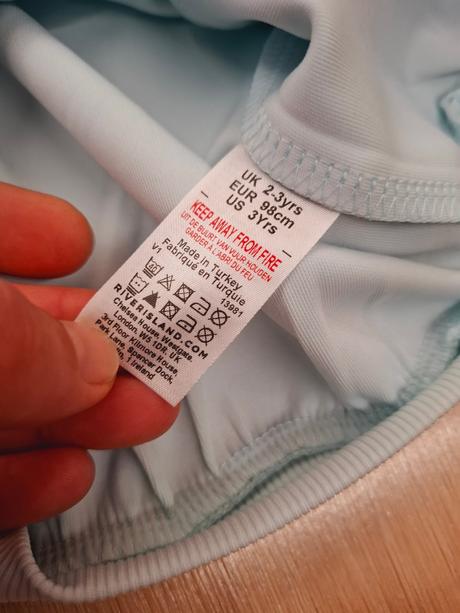 UK 2-3yrs
EUR 98cm
US 3Yrs
KEEP AWAY FROM FIRE
UIT DE BUURT VAN VUUR HOUDEN
GARDER A L'ABRI DU FEU
Made in Turkey
Fabriqué en Turquie
V1 13981
RIVERISLAND.COM
Chelsea House, Westgate,
London, W5 1DR, UK
3rd Floor Kilmore House,
Park Lane, Spencer Dock,
1 Ireland